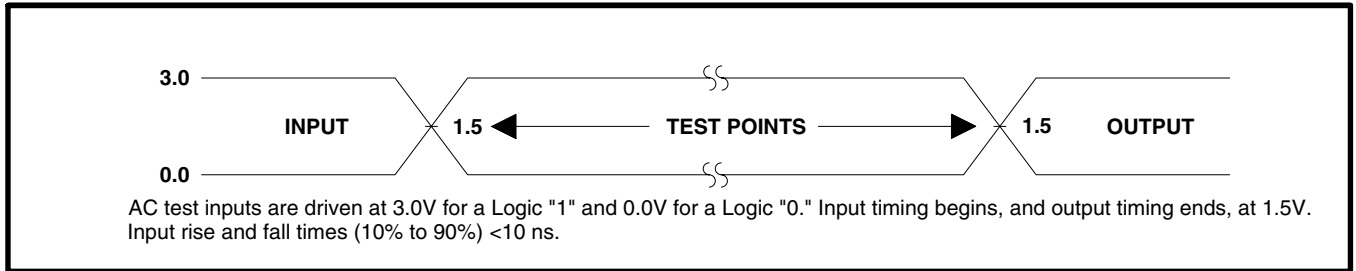 3.0
INPUT 1.5 TEST POINTS 1.5 OUTPUT
0.0
AC test inputs are driven at 3.0V for a Logic "1" and 0.0V for a Logic "0." Input timing begins, and output timing ends, at 1.5V.
Input rise and fall times (10% to 90%) <10 ns.